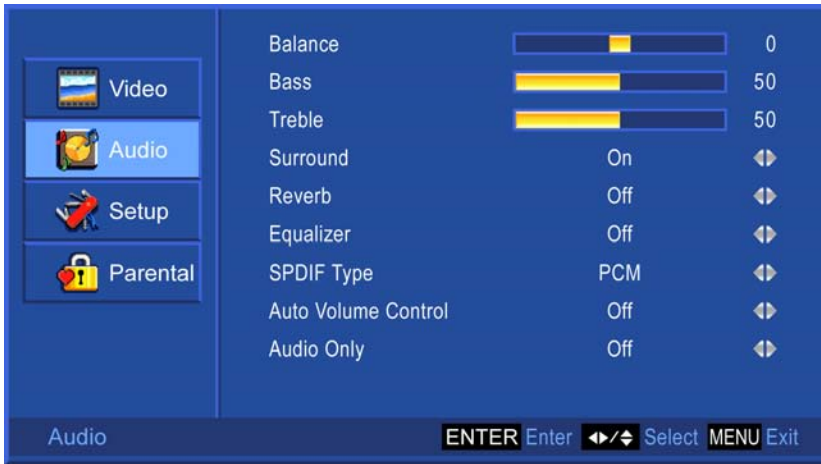 Video
Audio
Setup
Parental
Balance 0
Bass 50
Treble 50
Surround On
Reverb Off
Equalizer Off
SPDIF Type PCM
Auto Volume Control Off
Audio Only Off
Audio ENTER Enter / Select MENU Exit